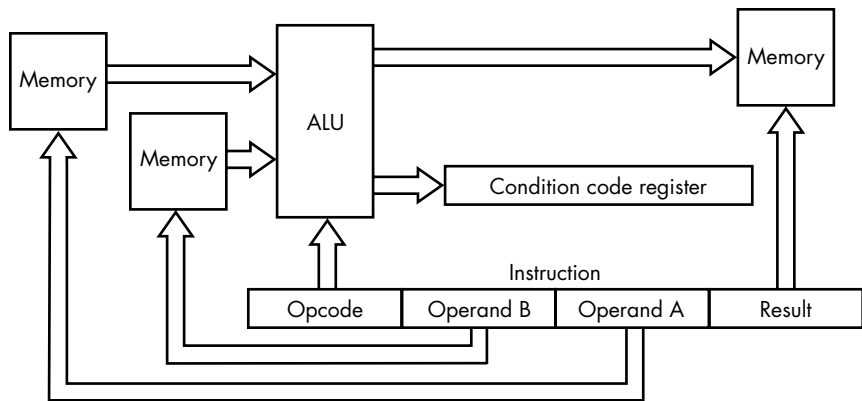 Memory
ALU
Memory
Memory
Condition code register
Instruction
Opcode
Operand B
Operand A
Result